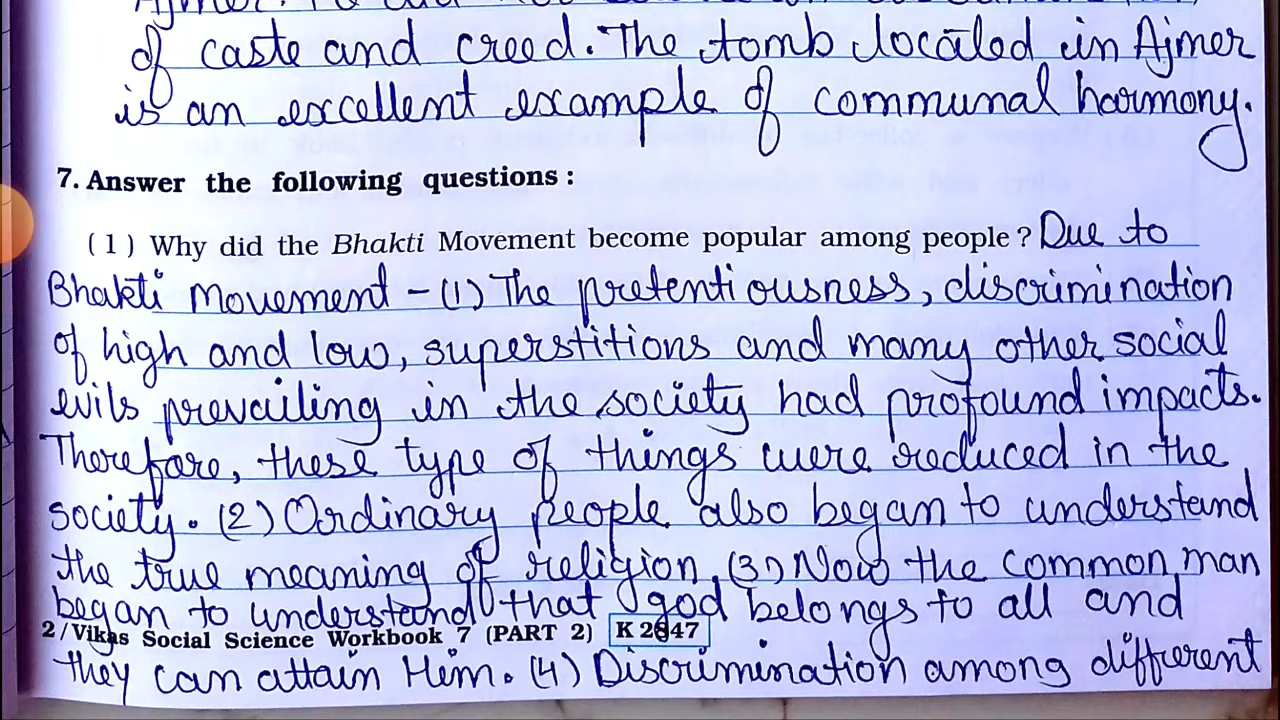 of caste and creed. The tomb located in Ajmer
is an excellent example of communal harmony.
7. Answer the following questions :
( 1 ) Why did the Bhakti Movement become popular among people ? Due to
Bhakti movement - (1) The pretentiousness, discrimination
of high and low, superstitions and many other social
evils prevailing in the society had profound impacts.
Therefore, these type of things were reduced in the
society. (2) Ordinary people also began to understand
the true meaning of religion. (3) Now the common man
began to understand that god belongs to all and
2/Vikas Social Science Workbook 7 (PART 2) K 2847
they can attain Him. (4) Discrimination among different